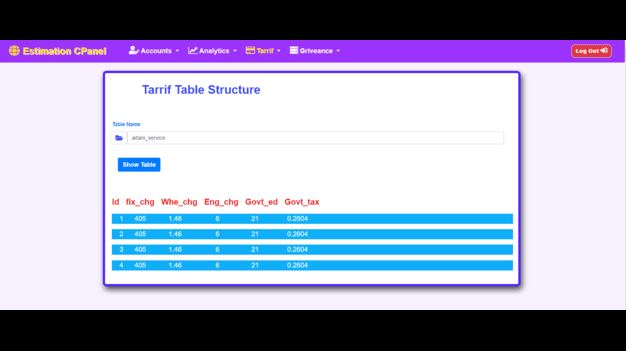 Estimation CPanel Accounts Analytics Tarrif Griveance Log Out
Tarrif Table Structure
Table Name
adani_service
Show Table
Id fix_chg Whe_chg Eng_chg Govt_ed Govt_tax
1 405 1.46 6 21 0.2604
2 405 1.46 6 21 0.2604
3 405 1.46 6 21 0.2604
4 405 1.46 6 21 0.2604